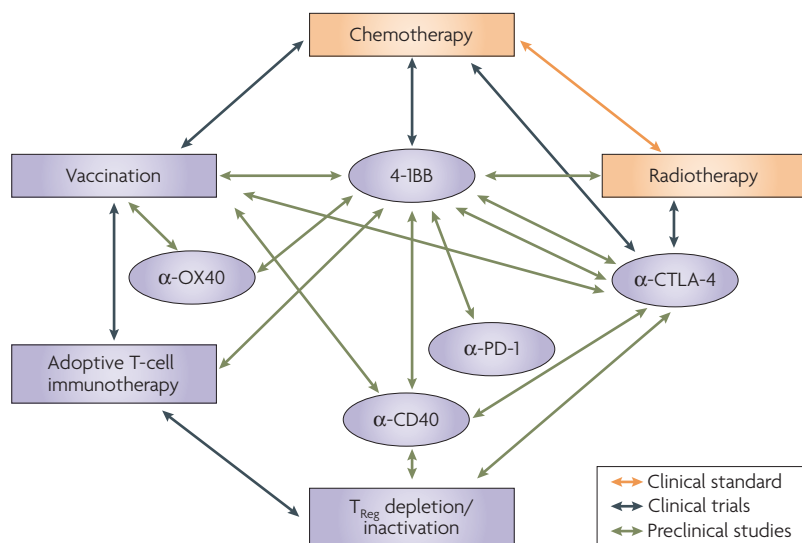 Chemotherapy
Vaccination
4-1BB
Radiotherapy
α-OX40
α-CTLA-4
α-PD-1
Adoptive T-cell
immunotherapy
α-CD40
T_Reg depletion/
inactivation
Clinical standard
Clinical trials
Preclinical studies